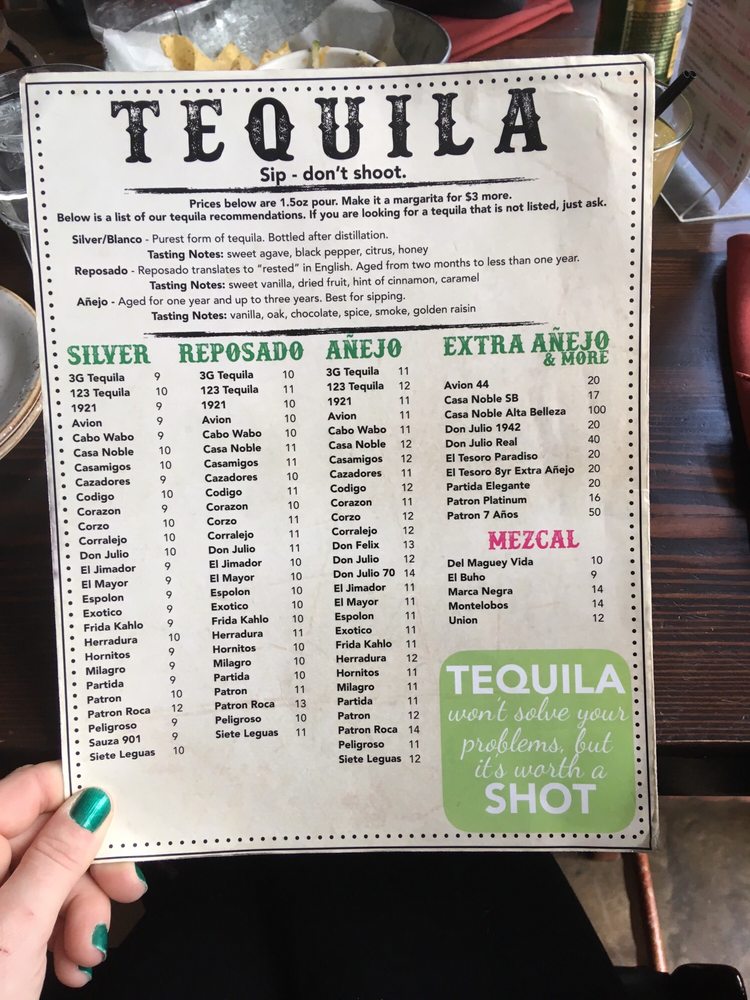 TEQUILA
Sip - don't shoot.
Prices below are 1.5oz pour. Make it a margarita for $3 more.
Below is a list of our tequila recommendations. If you are looking for a tequila that is not listed, just ask.
Silver/Blanco - Purest form of tequila. Bottled after distillation.
Tasting Notes: sweet agave, black pepper, citrus, honey
Reposado - Reposado translates to "rested" in English. Aged from two months to less than one year.
Tasting Notes: sweet vanilla, dried fruit, hint of cinnamon, caramel
Añejo - Aged for one year and up to three years. Best for sipping.
Tasting Notes: vanilla, oak, chocolate, spice, smoke, golden raisin
SILVER
3G Tequila 9
123 Tequila 10
1921 9
Avion 9
Cabo Wabo 9
Casa Noble 10
Casamigos 10
Cazadores 9
Codigo 10
Corazon 9
Corzo 10
Corralejo 10
Don Julio 10
El Jimador 9
El Mayor 9
Espolon 9
Exotico 9
Frida Kahlo 9
Herradura 10
Hornitos 9
Milagro 9
Partida 9
Patron 10
Patron Roca 12
Peligroso 9
Sauza 901 9
Siete Leguas 10
REPOSADO
3G Tequila 10
123 Tequila 11
1921 10
Avion 10
Cabo Wabo 10
Casa Noble 11
Casamigos 11
Cazadores 10
Codigo 11
Corazon 10
Corzo 11
Corralejo 11
Don Julio 11
El Jimador 10
El Mayor 10
Espolon 10
Exotico 10
Frida Kahlo 10
Herradura 11
Hornitos 10
Milagro 10
Partida 10
Patron 11
Patron Roca 13
Peligroso 10
Siete Leguas 11
AÑEJO
3G Tequila 11
123 Tequila 12
1921 11
Avion 11
Cabo Wabo 11
Casa Noble 12
Casamigos 12
Cazadores 11
Codigo 12
Corazon 11
Corzo 12
Corralejo 12
Don Felix 13
Don Julio 12
Don Julio 70 14
El Jimador 11
El Mayor 11
Espolon 11
Exotico 11
Frida Kahlo 11
Herradura 12
Hornitos 11
Milagro 11
Partida 11
Patron 12
Patron Roca 14
Peligroso 11
Siete Leguas 12
EXTRA AÑEJO
& MORE
Avion 44 20
Casa Noble SB 17
Casa Noble Alta Belleza 100
Don Julio 1942 20
Don Julio Real 40
El Tesoro Paradiso 20
El Tesoro 8yr Extra Añejo 20
Partida Elegante 20
Patron Platinum 16
Patron 7 Años 50
MEZCAL
Del Maguey Vida 10
El Buho 9
Marca Negra 14
Montelobos 14
Union 12
TEQUILA
won't solve your
problems, but
it's worth a
SHOT